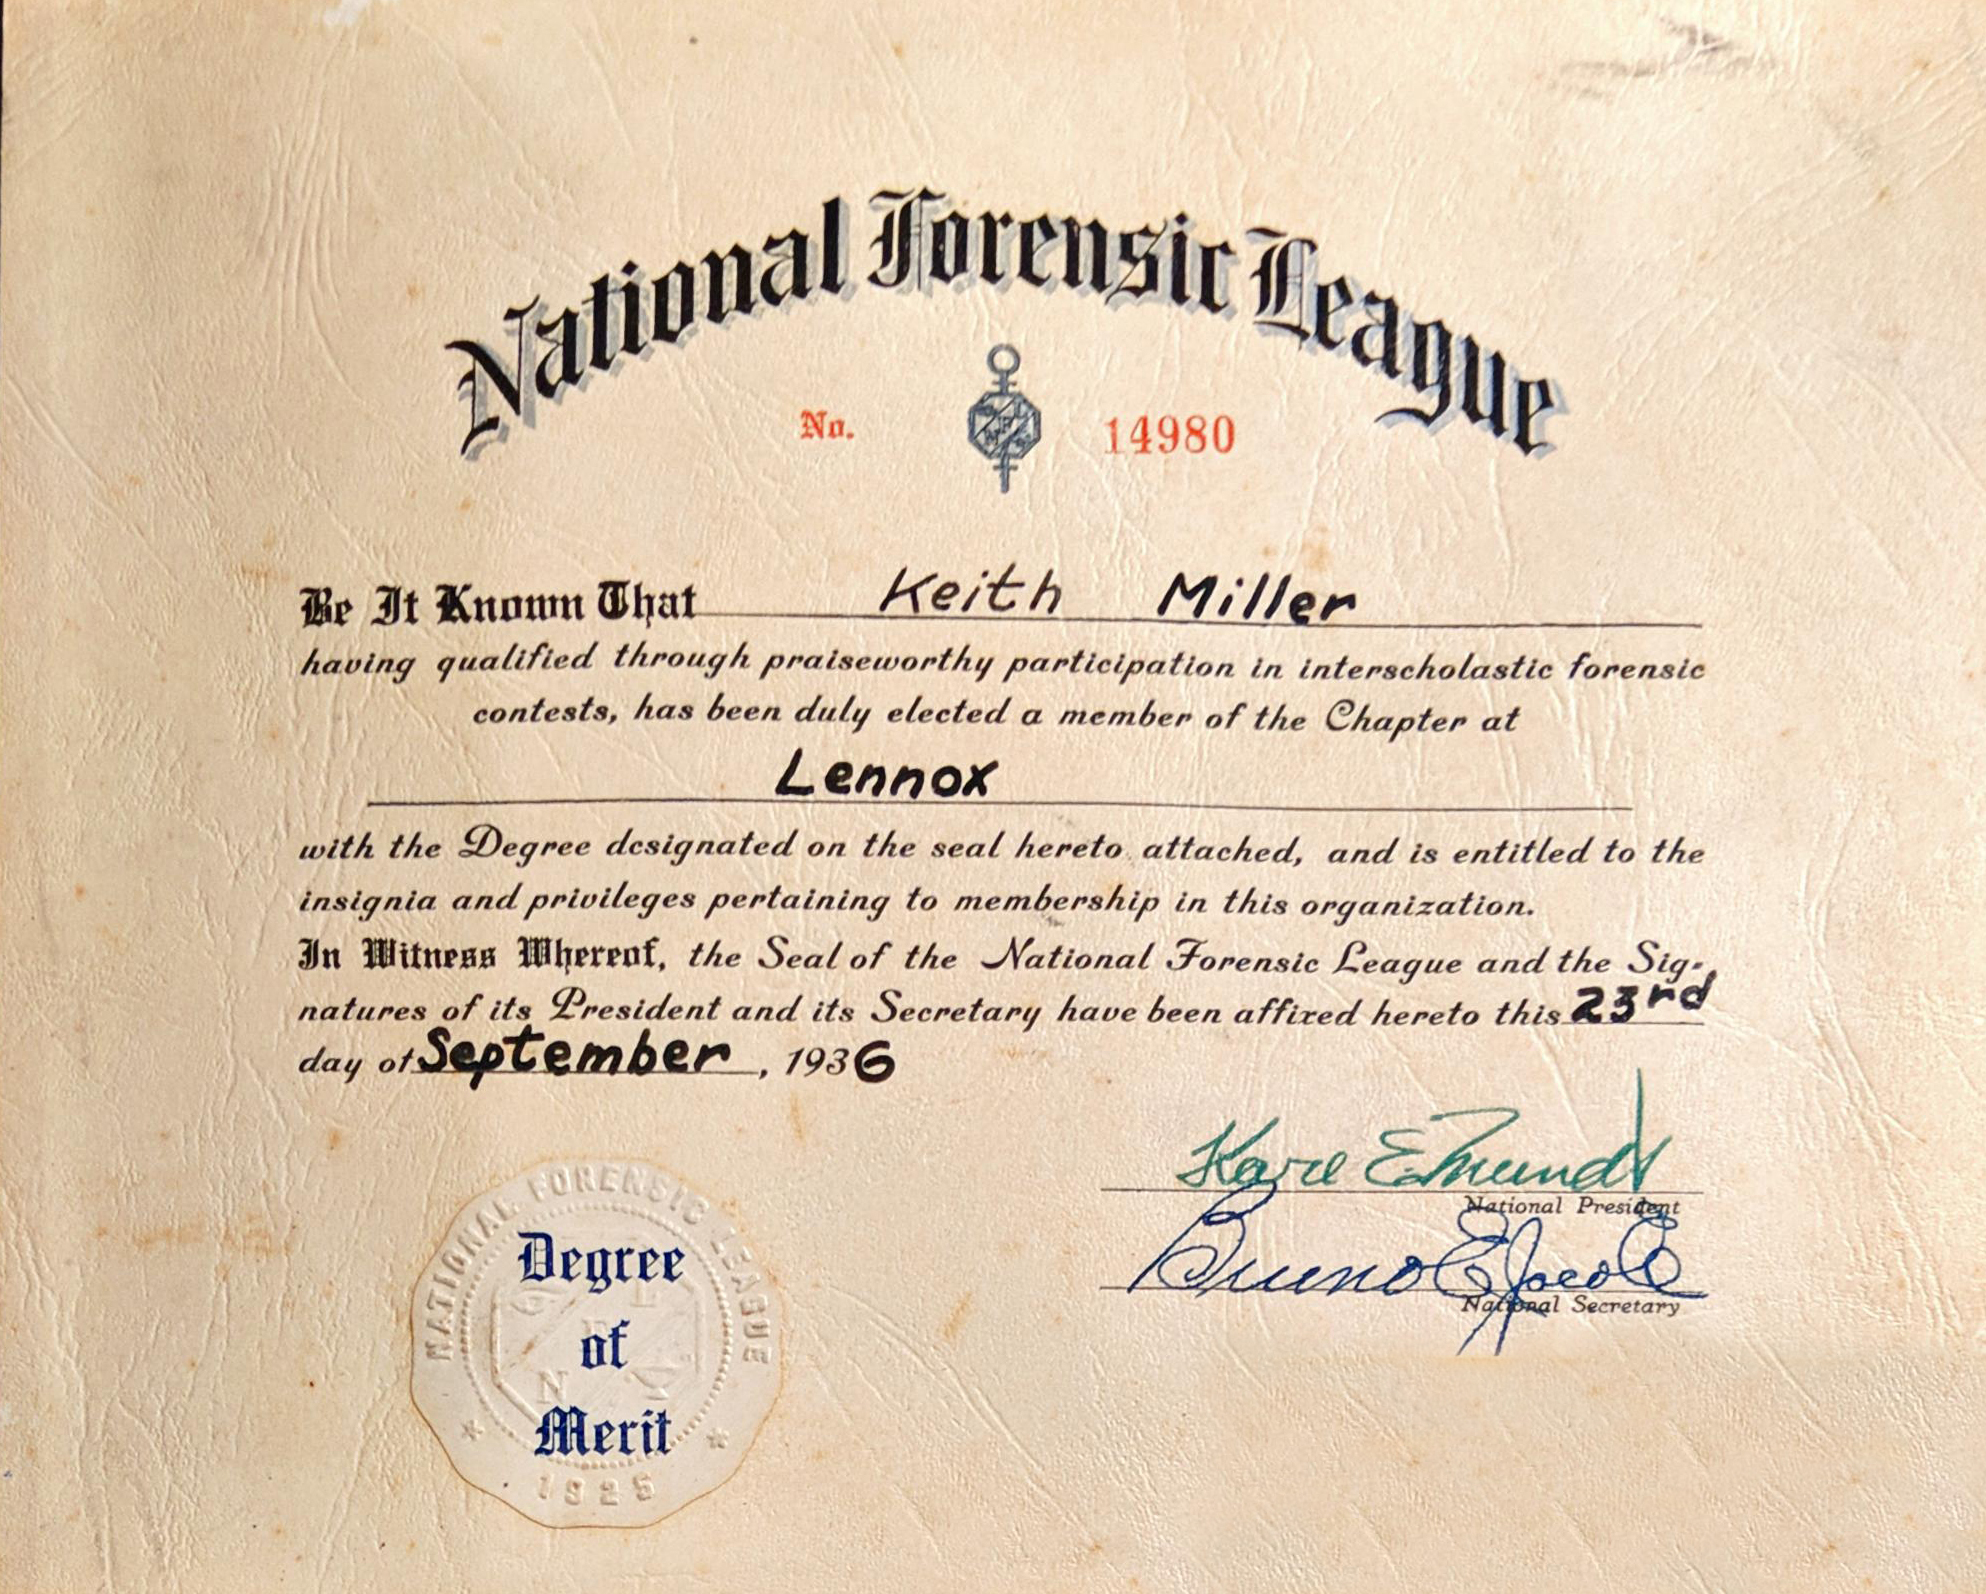 National Forensic League
No. 14980
Be It Known That Keith Miller
having qualified through praiseworthy participation in interscholastic forensic
contests, has been duly elected a member of the Chapter at
Lennox
with the Degree designated on the seal hereto attached, and is entitled to the
insignia and privileges pertaining to membership in this organization.
In Witness Whereof, the Seal of the National Forensic League and the Sig-
natures of its President and its Secretary have been affixed hereto this 23rd
day of September, 1936
Karl E Mundt
National President
Bruno E Jacob
National Secretary
NATIONAL FORENSIC LEAGUE
Degree
of
Merit
1925